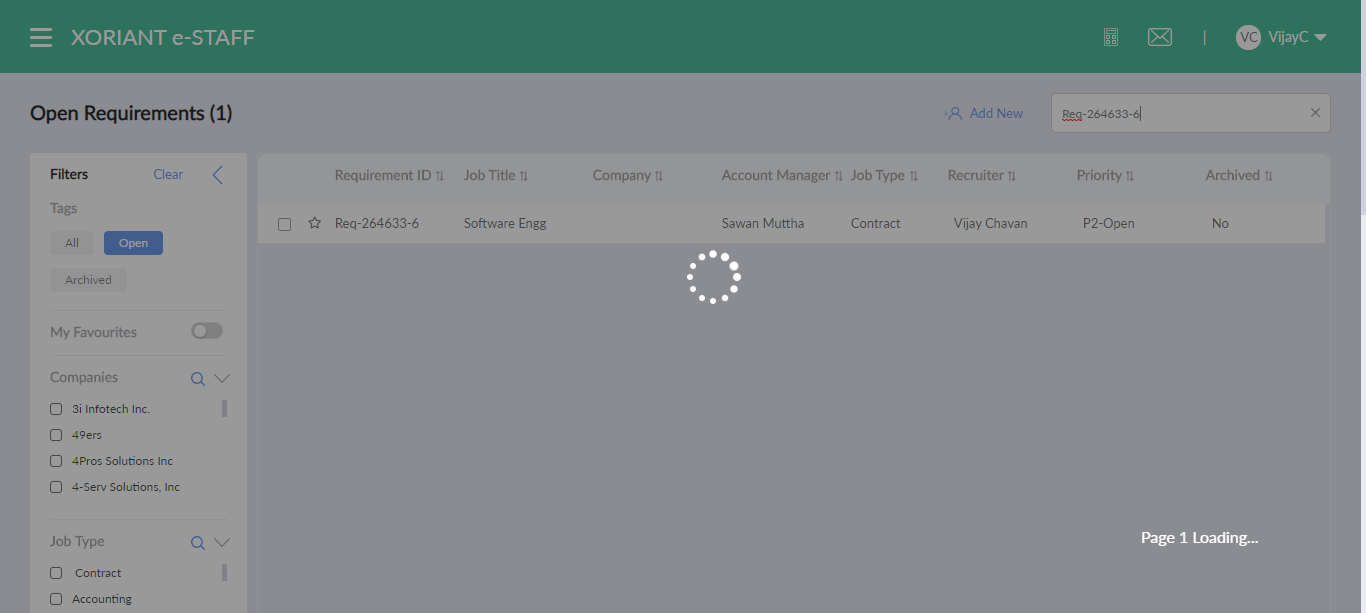 XORIANT e-STAFF
|
VC VijayC
Open Requirements (1)
Add New
Req-264633-6
Filters Clear
Tags
All Open
Archived
My Favourites
Companies
3i Infotech Inc.
49ers
4Pros Solutions Inc
4-Serv Solutions, Inc
Job Type
Contract
Accounting
Requirement ID Job Title Company Account Manager Job Type Recruiter Priority Archived
Req-264633-6 Software Engg Sawan Muttha Contract Vijay Chavan P2-Open No
Page 1 Loading...